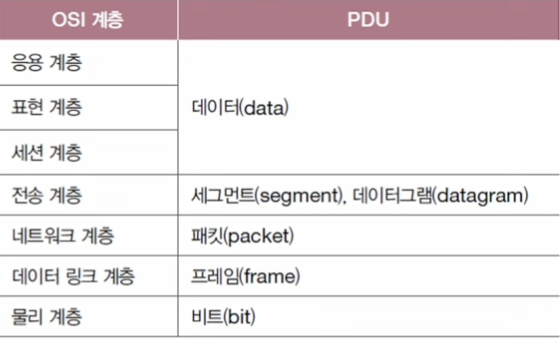 OSI 계층 PDU
응용 계층
표현 계층 데이터(data)
세션 계층
전송 계층 세그먼트(segment), 데이터그램(datagram)
네트워크 계층 패킷(packet)
데이터 링크 계층 프레임(frame)
물리 계층 비트(bit)